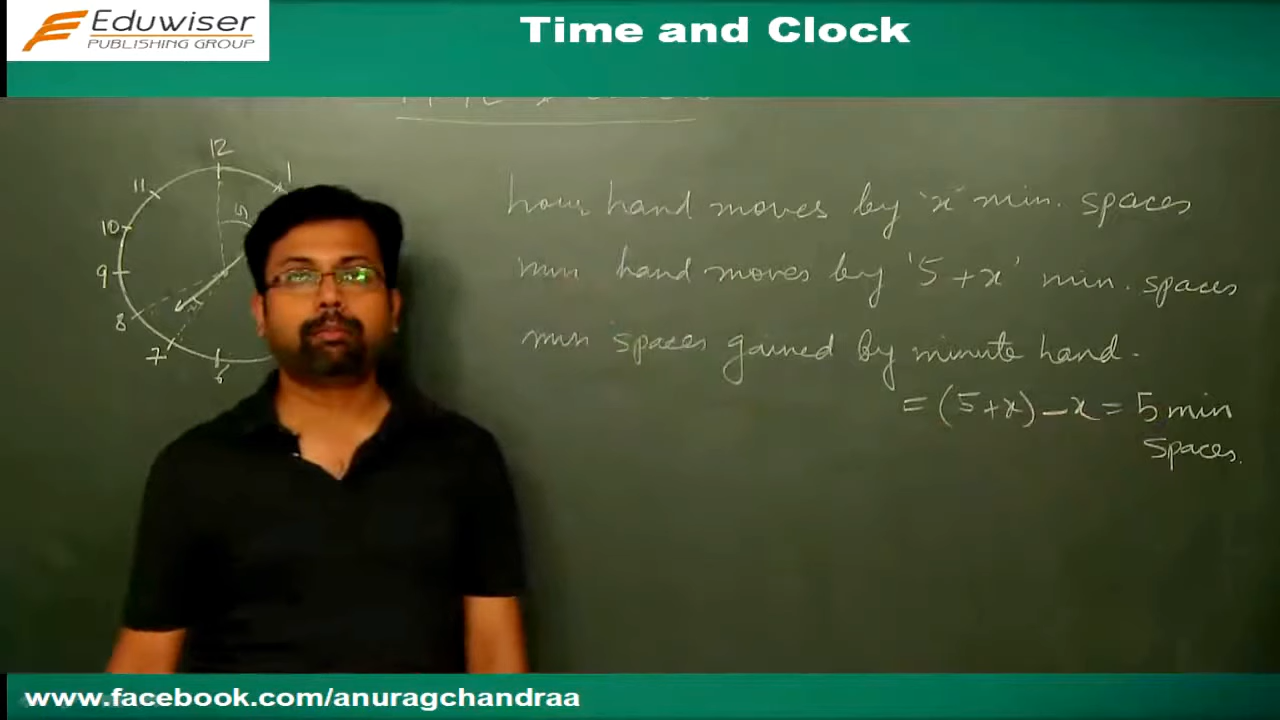 Eduwiser
PUBLISHING GROUP
Time and Clock
12
1
11
10
9
8
7
6
5
hour hand moves by 'x' min. spaces
min hand moves by '5+x' min. spaces
min spaces gained by minute hand.
= (5+x) - x = 5 min
spaces.
www.facebook.com/anuragchandraa